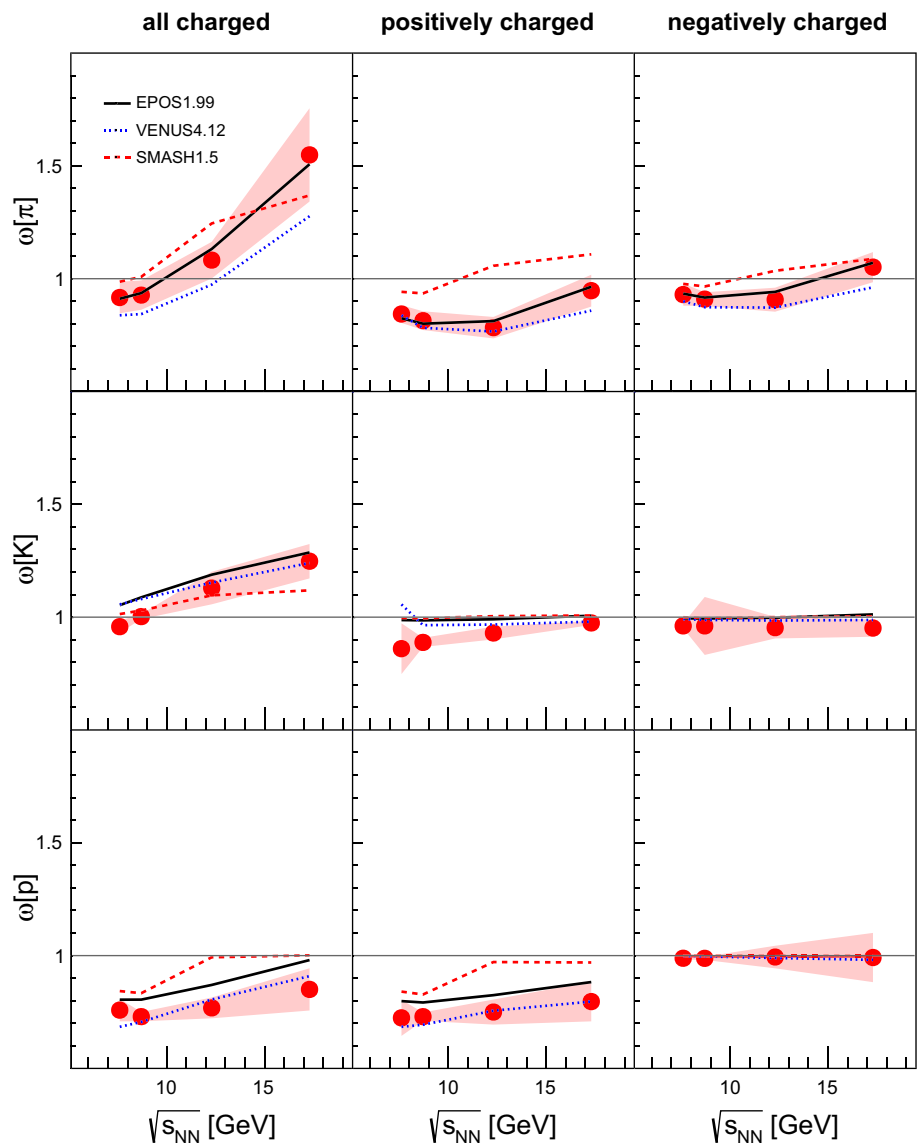 all charged positively charged negatively charged
EPOS1.99
VENUS4.12
SMASH1.5
1.5
1
ω[π]
1.5
1
ω[K]
1.5
1
ω[p]
10 15 10 15 10 15
√sNN [GeV] √sNN [GeV] √sNN [GeV]